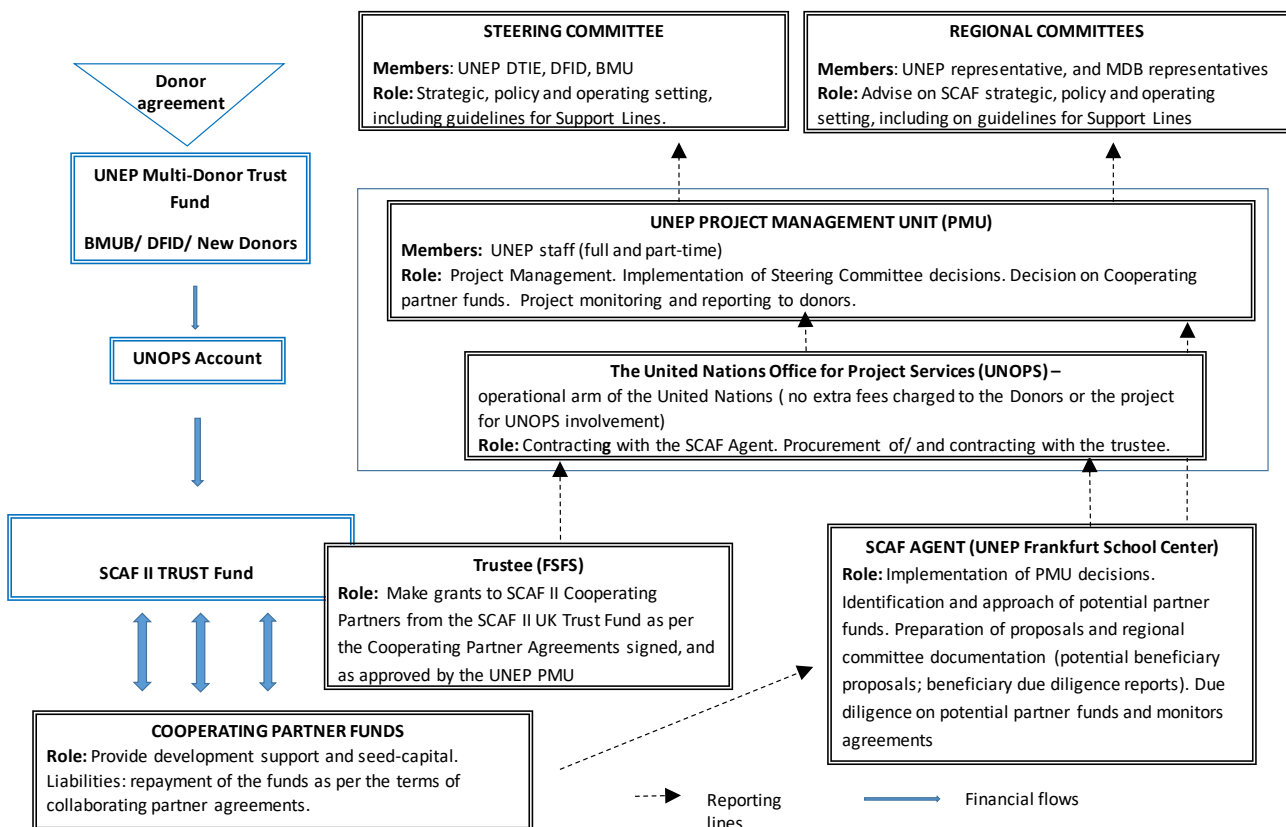 STEERING COMMITTEE
Members: UNEP DTIE, DFID, BMU
Role: Strategic, policy and operating setting,
including guidelines for Support Lines.
REGIONAL COMMITTEES
Members: UNEP representative, and MDB representatives
Role: Advise on SCAF strategic, policy and operating
setting, including on guidelines for Support Lines
Donor
agreement
UNEP Multi-Donor Trust
Fund
BMUB/ DFID/ New Donors
UNEP PROJECT MANAGEMENT UNIT (PMU)
Members: UNEP staff (full and part-time)
Role: Project Management. Implementation of Steering Committee decisions. Decision on Cooperating
partner funds. Project monitoring and reporting to donors.
UNOPS Account
The United Nations Office for Project Services (UNOPS) –
operational arm of the United Nations ( no extra fees charged to the Donors or the project
for UNOPS involvement)
Role: Contracting with the SCAF Agent. Procurement of/ and contracting with the trustee.
SCAF II TRUST Fund
Trustee (FSFS)
Role: Make grants to SCAF II Cooperating
Partners from the SCAF II UK Trust Fund as per
the Cooperating Partner Agreements signed, and
as approved by the UNEP PMU
SCAF AGENT (UNEP Frankfurt School Center)
Role: Implementation of PMU decisions.
Identification and approach of potential partner
funds. Preparation of proposals and regional
committee documentation (potential beneficiary
proposals; beneficiary due diligence reports). Due
diligence on potential partner funds and monitors
agreements
COOPERATING PARTNER FUNDS
Role: Provide development support and seed-capital.
Liabilities: repayment of the funds as per the terms of
collaborating partner agreements.
Reporting
lines
Financial flows